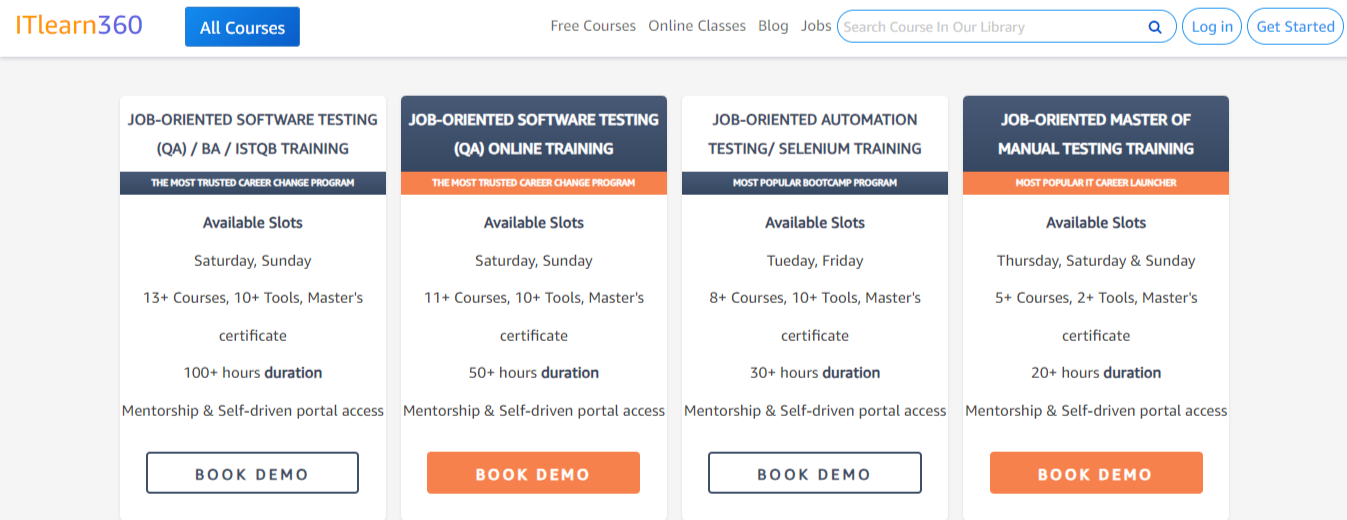 ITlearn360
All Courses
Free Courses
Online Classes
Blog
Jobs
Search Course In Our Library
Log in
Get Started
JOB-ORIENTED SOFTWARE TESTING
(QA) / BA / ISTQB TRAINING
THE MOST TRUSTED CAREER CHANGE PROGRAM
Available Slots
Saturday, Sunday
13+ Courses, 10+ Tools, Master's
certificate
100+ hours duration
Mentorship & Self-driven portal access
BOOK DEMO
JOB-ORIENTED SOFTWARE TESTING
(QA) ONLINE TRAINING
THE MOST TRUSTED CAREER CHANGE PROGRAM
Available Slots
Saturday, Sunday
11+ Courses, 10+ Tools, Master's
certificate
50+ hours duration
Mentorship & Self-driven portal access
BOOK DEMO
JOB-ORIENTED AUTOMATION
TESTING/ SELENIUM TRAINING
MOST POPULAR BOOTCAMP PROGRAM
Available Slots
Tueday, Friday
8+ Courses, 10+ Tools, Master's
certificate
30+ hours duration
Mentorship & Self-driven portal access
BOOK DEMO
JOB-ORIENTED MASTER OF
MANUAL TESTING TRAINING
MOST POPULAR IT CAREER LAUNCHER
Available Slots
Thursday, Saturday & Sunday
5+ Courses, 2+ Tools, Master's
certificate
20+ hours duration
Mentorship & Self-driven portal access
BOOK DEMO